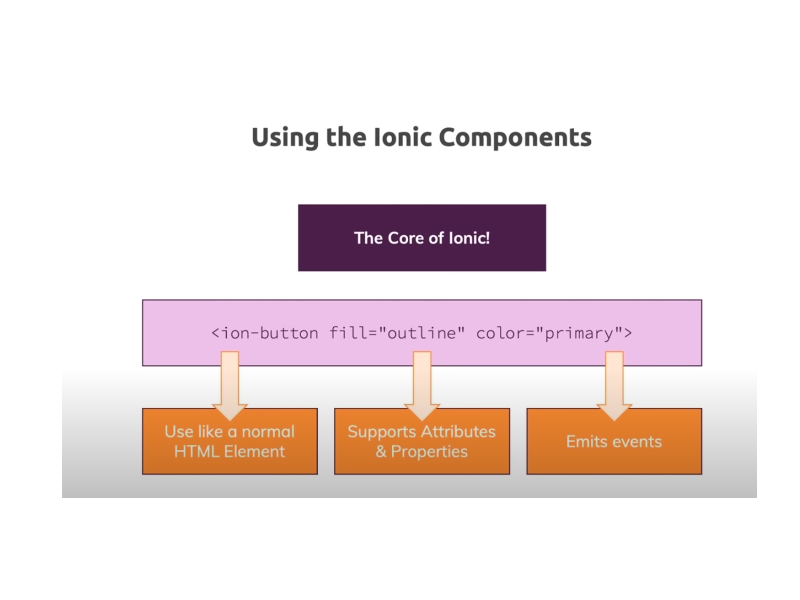 Using the Ionic Components
The Core of Ionic!
<ion-button fill="outline" color="primary">
Use like a normal
HTML Element
Supports Attributes
& Properties
Emits events